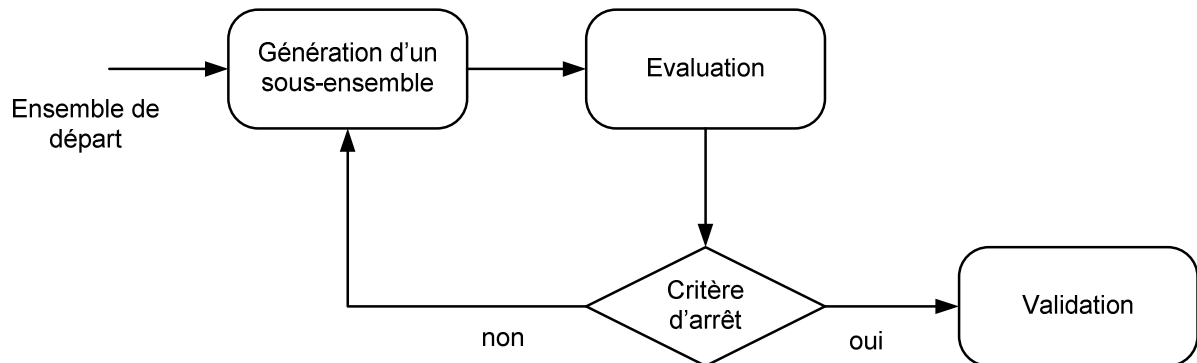 Génération d'un
sous-ensemble
Evaluation
Ensemble de
départ
Critère
d'arrêt
Validation
non
oui